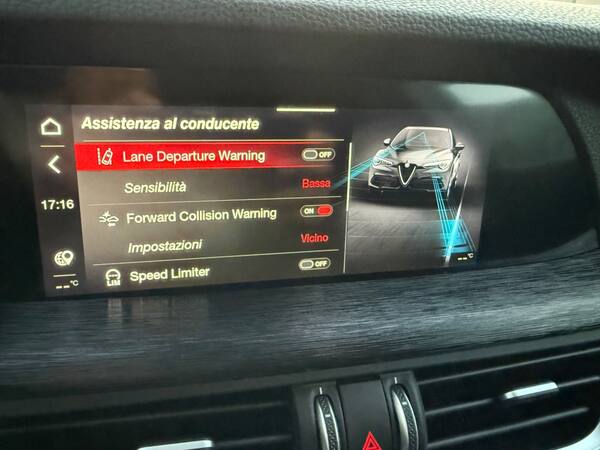 Assistenza al conducente
Lane Departure Warning OFF
Sensibilità Bassa
17:16
Forward Collision Warning ON
Impostazioni Vicino
LIM Speed Limiter OFF
--°C --°C